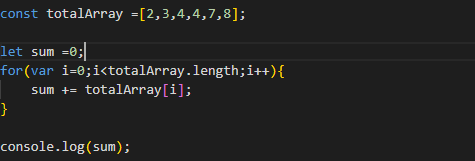 const totalArray =[2,3,4,4,7,8];
let sum =0;
for(var i=0;i<totalArray.length;i++){
    sum += totalArray[i];
}
console.log(sum);